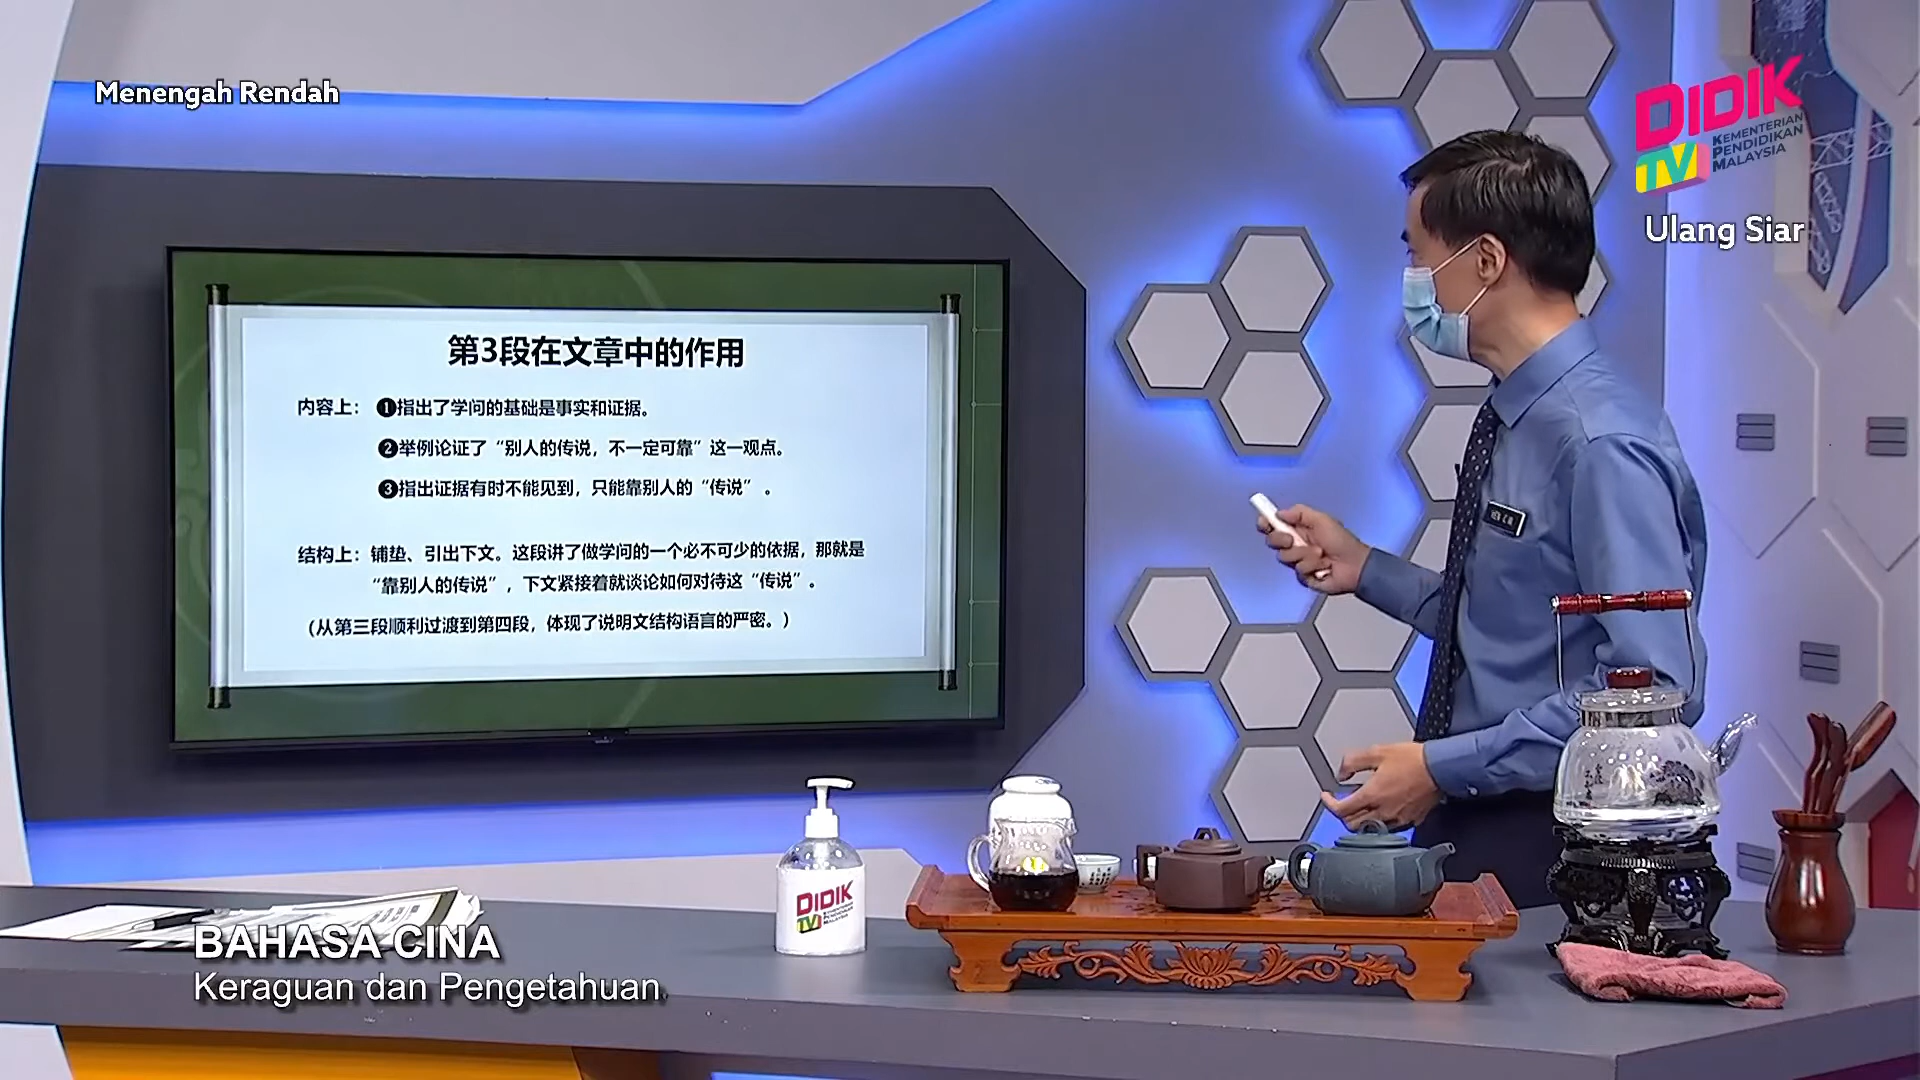 Menengah Rendah
DIDIK
TV
KEMENTERIAN
PENDIDIKAN
MALAYSIA
Ulang Siar
第3段在文章中的作用
内容上：❶指出了学问的基础是事实和证据。
❷举例论证了“别人的传说，不一定可靠”这一观点。
❸指出证据有时不能见到，只能靠别人的“传说”。
结构上：铺垫、引出下文。这段讲了做学问的一个必不可少的依据，那就是
“靠别人的传说”，下文紧接着就谈论如何对待这“传说”。
（从第三段顺利过渡到第四段，体现了说明文结构语言的严密。）
DIDIK
TV
KEMENTERIAN
PENDIDIKAN
MALAYSIA
BAHASA CINA
Keraguan dan Pengetahuan